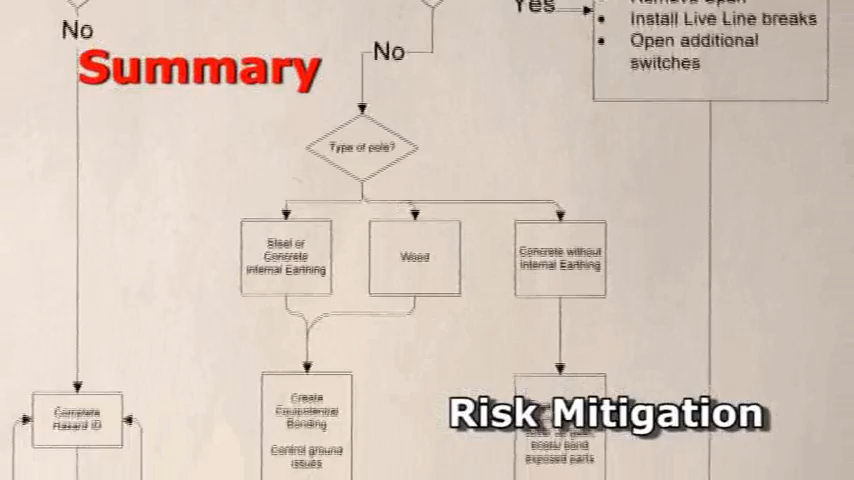 Yes
Install Live Line breaks
Open additional
switches
No
No
Summary
Type of pole?
Steel or
Concrete
Internal Earthing
Wood
Concrete without
Internal Earthing
Complete
Hazard ID
Create
Equipotential
Bonding
Control ground
issues
Risk Mitigation
bond
exposed parts